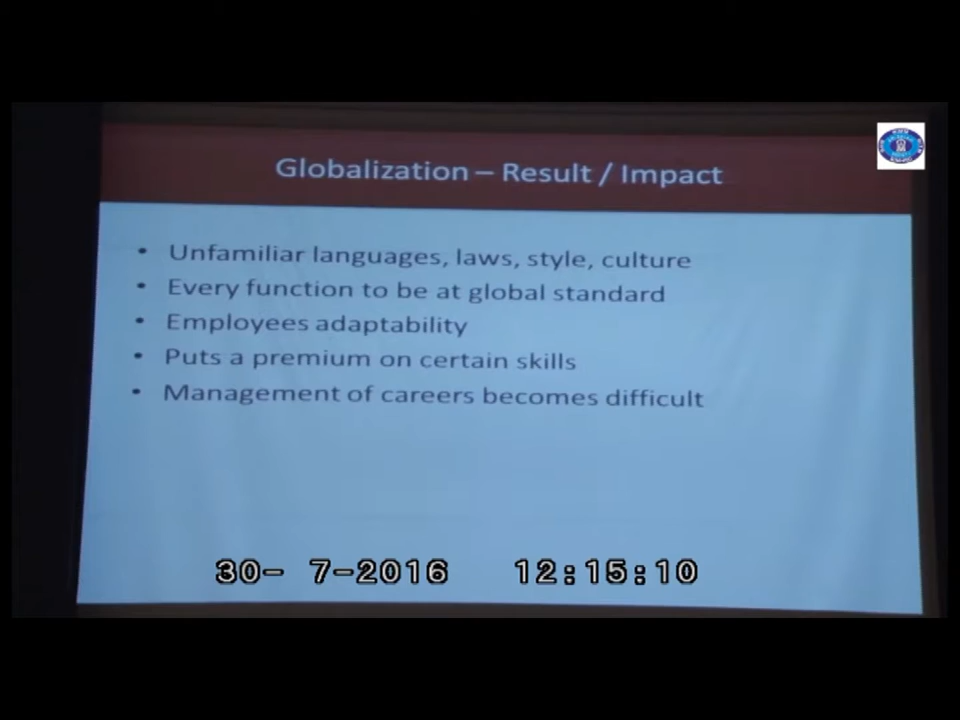 Globalization – Result / Impact
• Unfamiliar languages, laws, style, culture
• Every function to be at global standard
• Employees adaptability
• Puts a premium on certain skills
• Management of careers becomes difficult
30- 7-2016 12:15:10